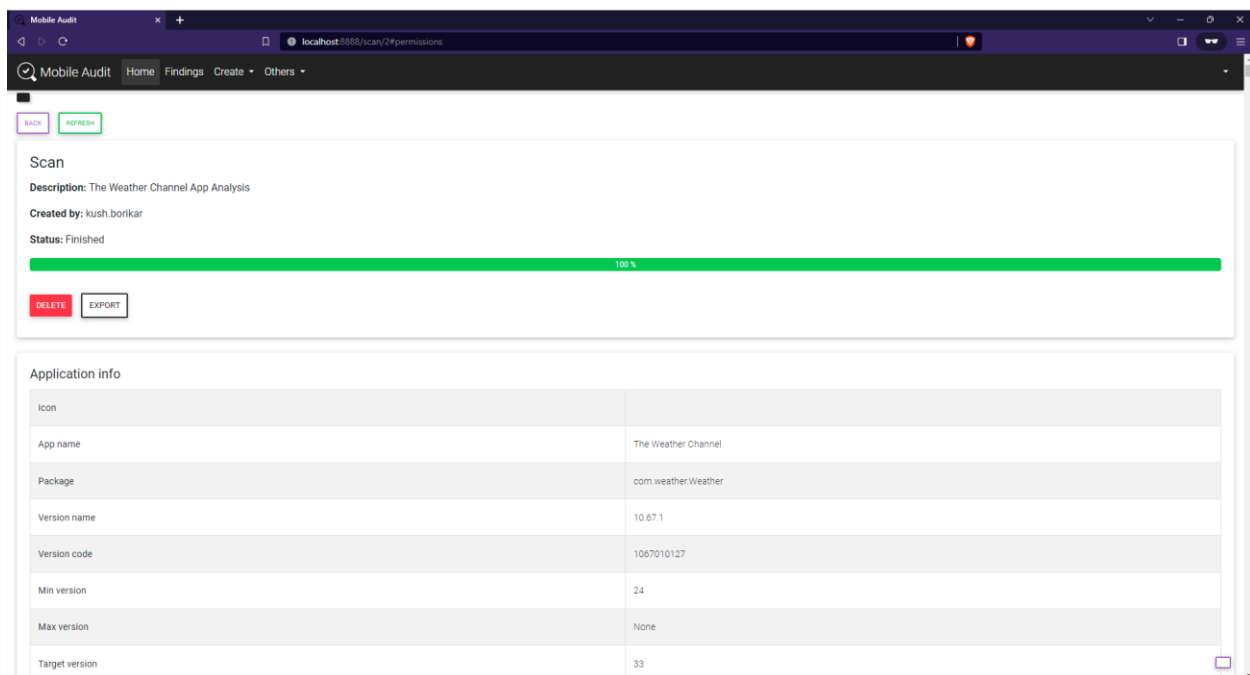 Mobile Audit
localhost:8888/scan/2#permissions
Mobile Audit Home Findings Create Others
BACK REFRESH
Scan
Description: The Weather Channel App Analysis
Created by: kush.borikar
Status: Finished
100 %
DELETE EXPORT
Application info
Icon
App name The Weather Channel
Package com.weather.Weather
Version name 10.67.1
Version code 1067010127
Min version 24
Max version None
Target version 33